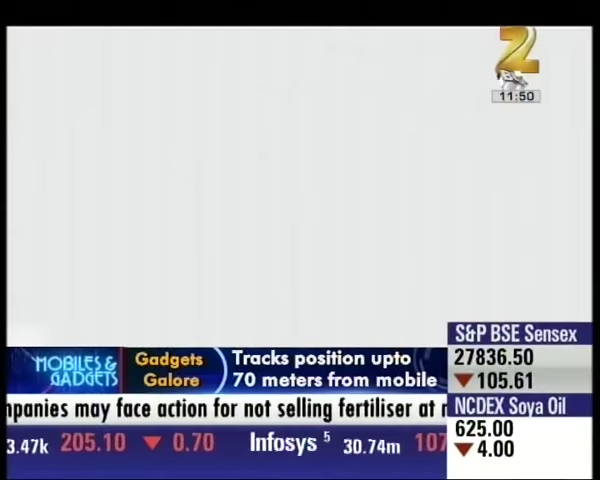 Z
11:50
S&P BSE Sensex
27836.50
▼105.61
MOBILES &
GADGETS
Gadgets
Galore
Tracks position upto
70 meters from mobile
NCDEX Soya Oil
625.00
▼4.00
may face action for not selling fertiliser at
3.47k 205.10 ▼ 0.70 Infosys 5 30.74m 107